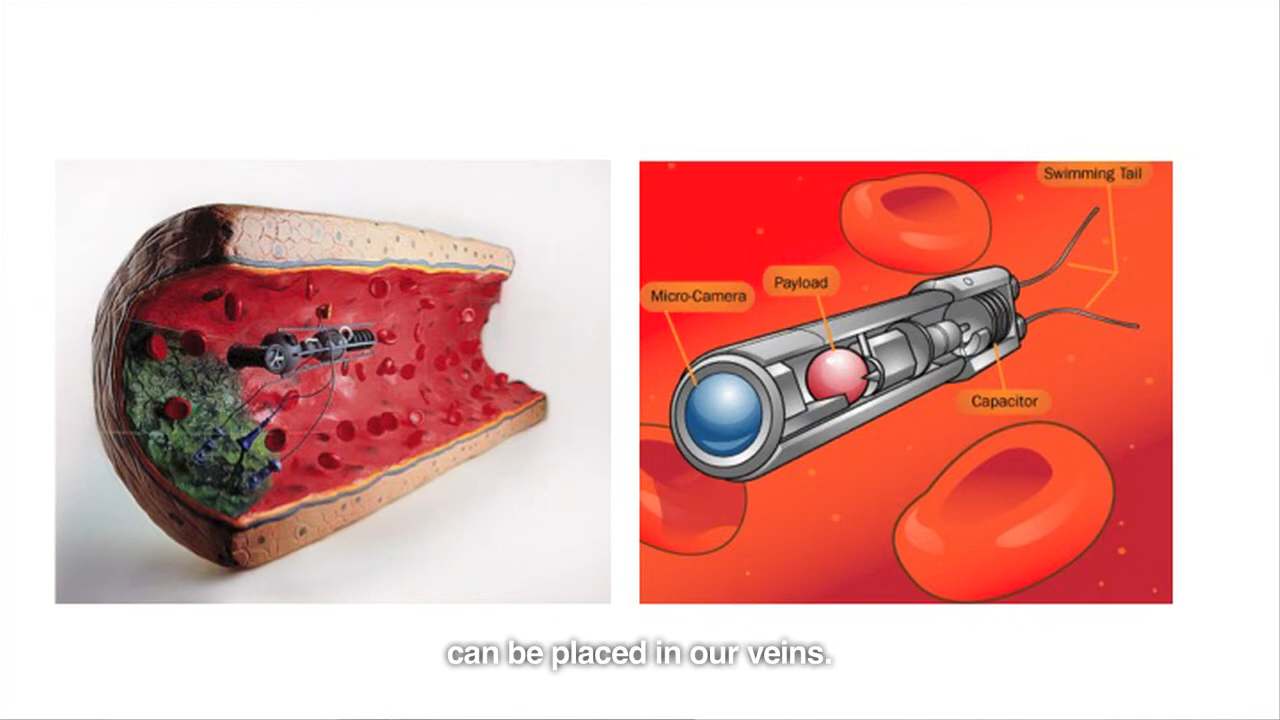 Swimming Tail
Micro-Camera
Payload
Capacitor
can be placed in our veins.